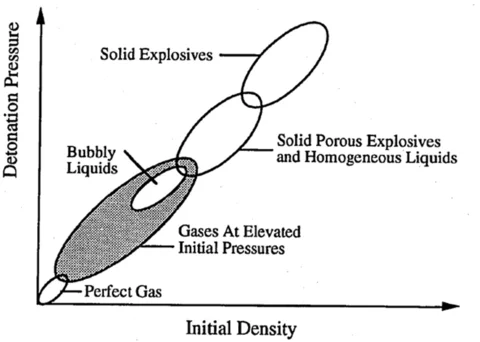 Detonation Pressure
Solid Explosives
Solid Porous Explosives
and Homogeneous Liquids
Bubbly
Liquids
Gases At Elevated
Initial Pressures
Perfect Gas
Initial Density